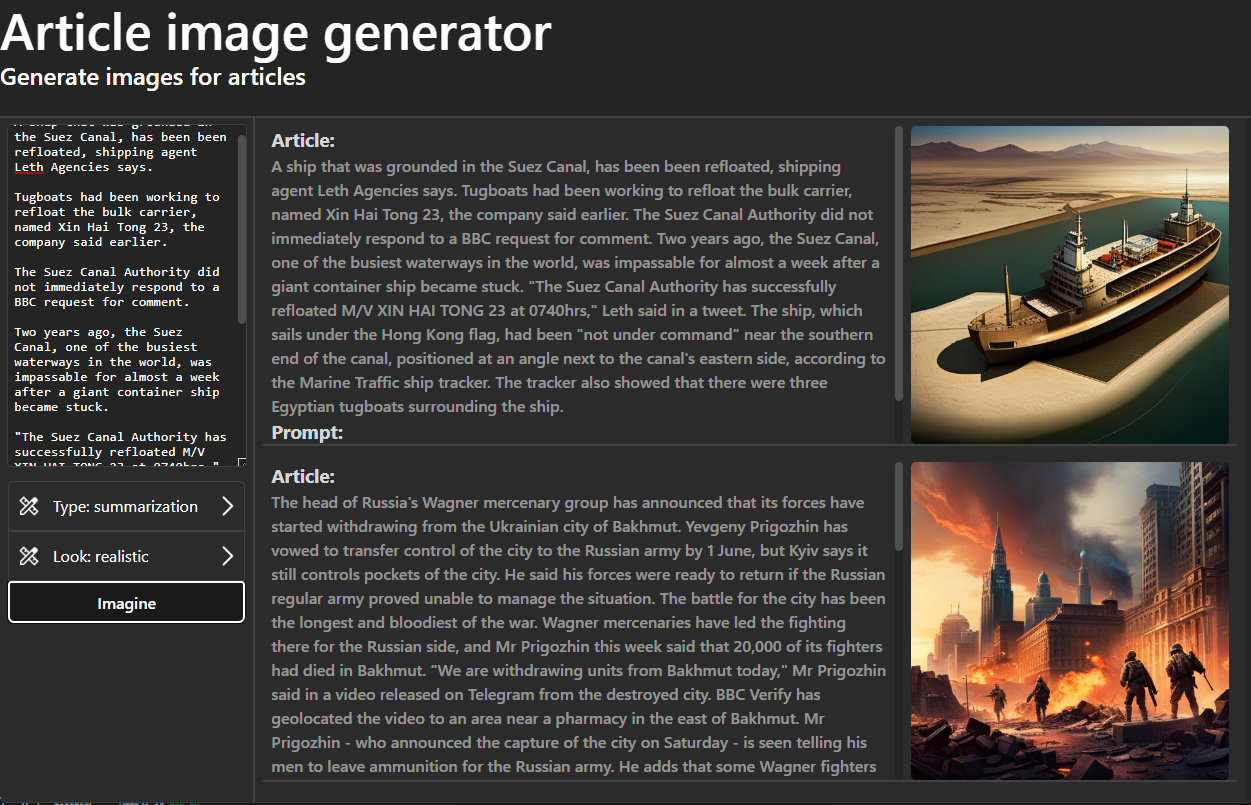 Article image generator
Generate images for articles
the Suez Canal, has been been
refloated, shipping agent
Leth Agencies says.
Tugboats had been working to
refloat the bulk carrier,
named Xin Hai Tong 23, the
company said earlier.
The Suez Canal Authority did
not immediately respond to a
BBC request for comment.
Two years ago, the Suez
Canal, one of the busiest
waterways in the world, was
impassable for almost a week
after a giant container ship
became stuck.
"The Suez Canal Authority has
successfully refloated M/V
XIN HAI TONG 23 at 0740hrs,"
Type: summarization
Look: realistic
Imagine
Article:
A ship that was grounded in the Suez Canal, has been been refloated, shipping
agent Leth Agencies says. Tugboats had been working to refloat the bulk carrier,
named Xin Hai Tong 23, the company said earlier. The Suez Canal Authority did not
immediately respond to a BBC request for comment. Two years ago, the Suez Canal,
one of the busiest waterways in the world, was impassable for almost a week after a
giant container ship became stuck. "The Suez Canal Authority has successfully
refloated M/V XIN HAI TONG 23 at 0740hrs," Leth said in a tweet. The ship, which
sails under the Hong Kong flag, had been "not under command" near the southern
end of the canal, positioned at an angle next to the canal's eastern side, according to
the Marine Traffic ship tracker. The tracker also showed that there were three
Egyptian tugboats surrounding the ship.
Prompt:
Article:
The head of Russia's Wagner mercenary group has announced that its forces have
started withdrawing from the Ukrainian city of Bakhmut. Yevgeny Prigozhin has
vowed to transfer control of the city to the Russian army by 1 June, but Kyiv says it
still controls pockets of the city. He said his forces were ready to return if the Russian
regular army proved unable to manage the situation. The battle for the city has been
the longest and bloodiest of the war. Wagner mercenaries have led the fighting
there for the Russian side, and Mr Prigozhin this week said that 20,000 of its fighters
had died in Bakhmut. "We are withdrawing units from Bakhmut today," Mr Prigozhin
said in a video released on Telegram from the destroyed city. BBC Verify has
geolocated the video to an area near a pharmacy in the east of Bakhmut. Mr
Prigozhin - who announced the capture of the city on Saturday - is seen telling his
men to leave ammunition for the Russian army. He adds that some Wagner fighters